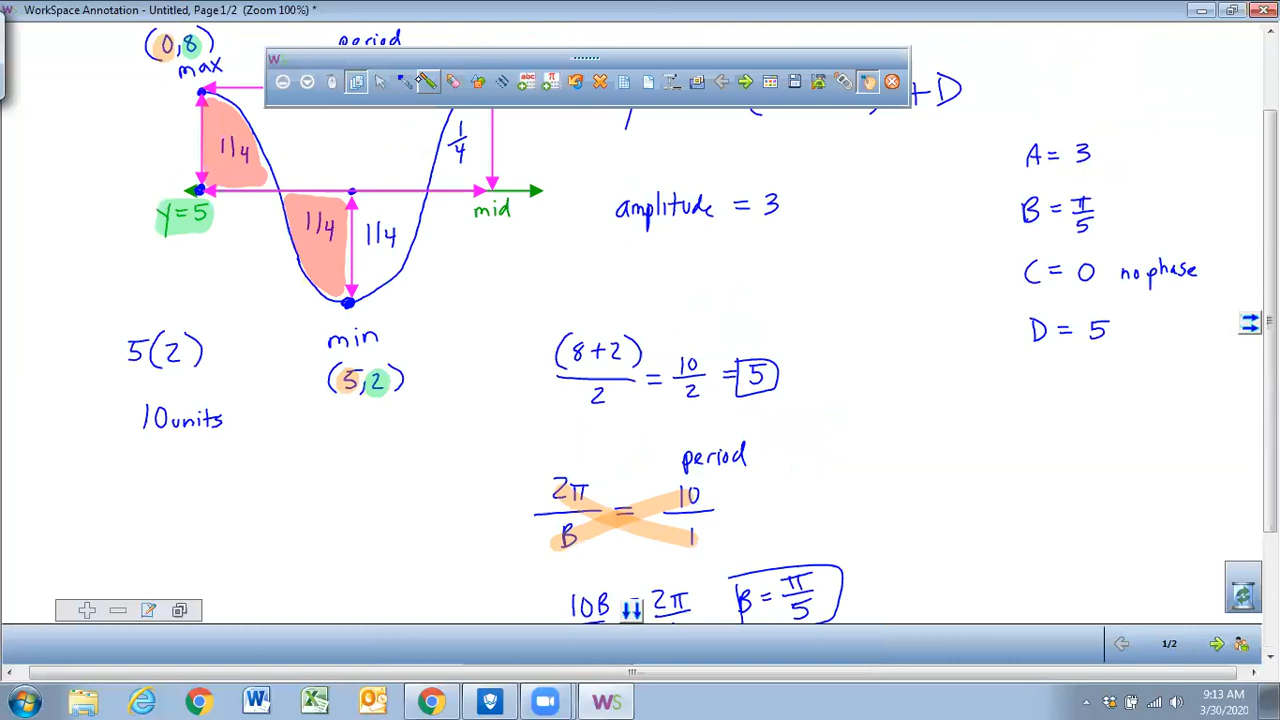 WorkSpace Annotation - Untitled, Page 1/2 (Zoom 100%) *
(0,8)
max
period
+ D
1/4
1/4
y = 5
mid
1/4
1/4
amplitude = 3
A = 3
B = π/5
C = 0 no phase
D = 5
5(2)
10 units
min
(5,2)
(8+2)/2 = 10/2 = 5
period
2π/B = 10/1
10B = 2π
B = π/5
1/2
9:13 AM
3/30/2020